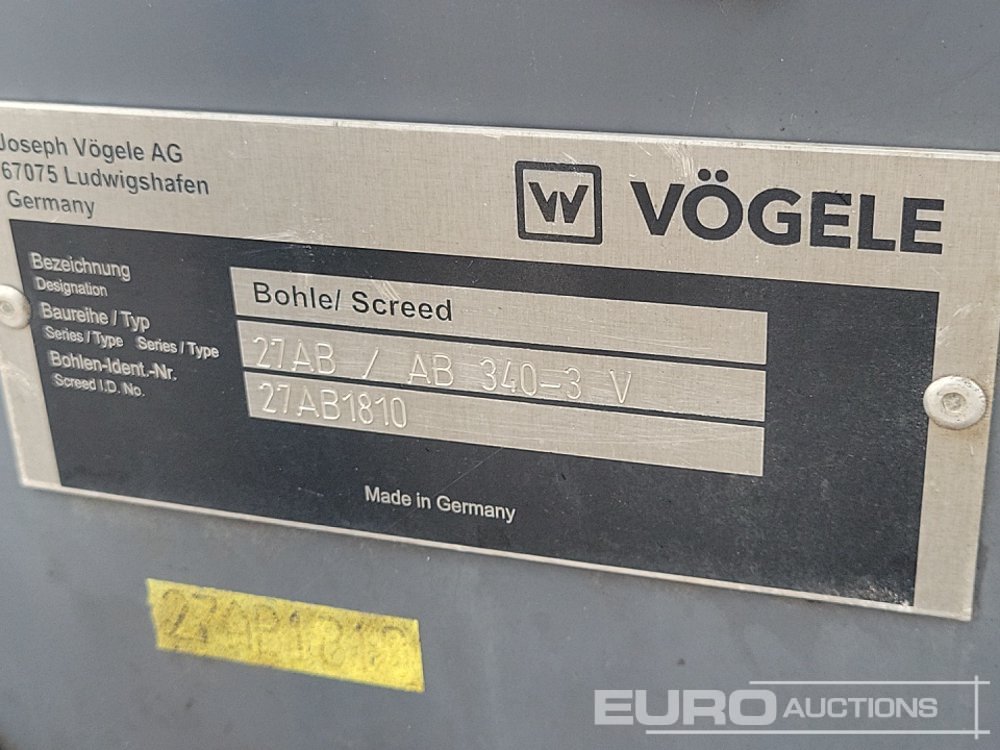 Joseph Vögele AG
67075 Ludwigshafen
Germany
VÖGELE
Bezeichnung
Designation
Bohle/ Screed
Baureihe / Typ
Series / Type Series / Type
27AB / AB 340-3 V
Bohlen-Ident.-Nr.
Screed I.D. No.
27AB1810
Made in Germany
27AB1810
EURO AUCTIONS